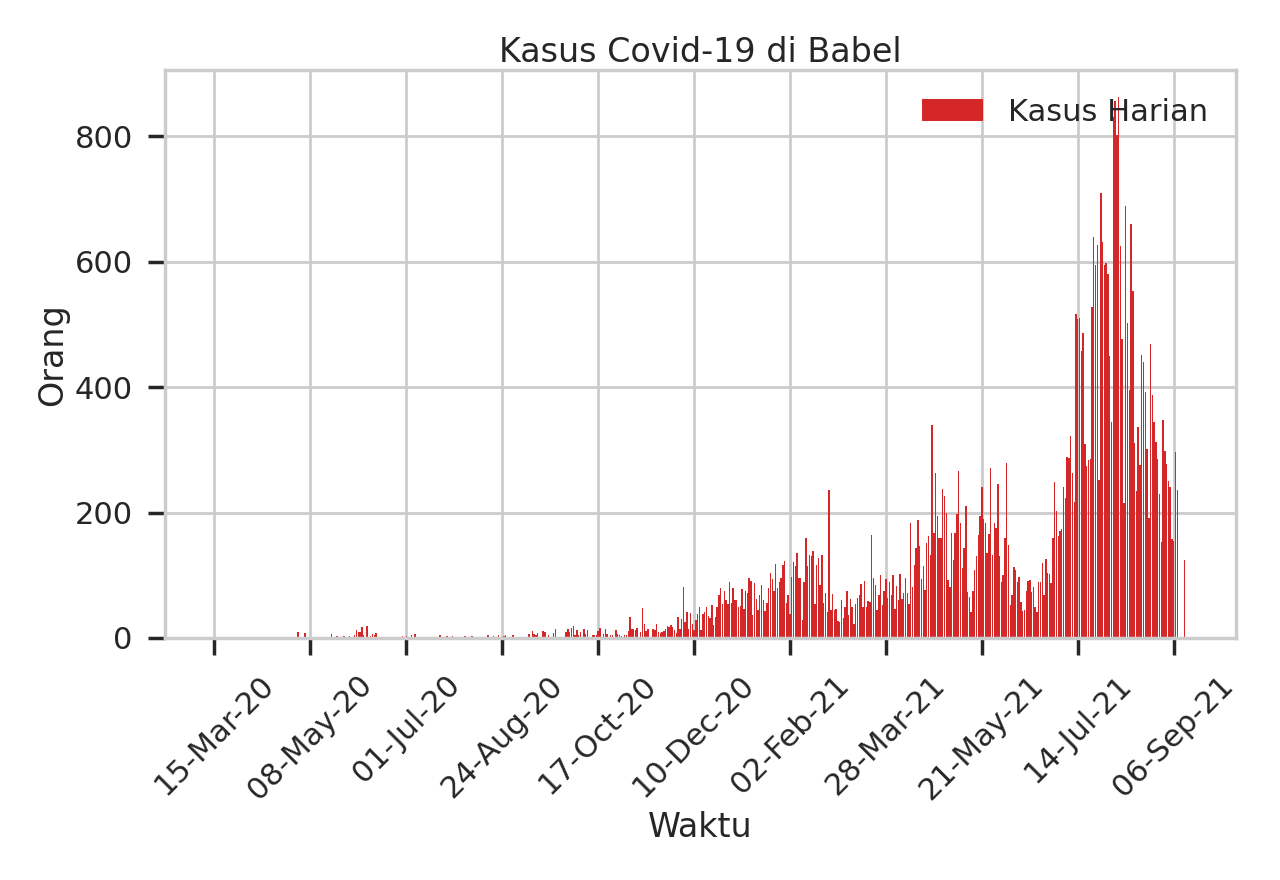 Kasus Covid-19 di Babel
Kasus Harian
Orang
800
600
400
200
0
15-Mar-20
08-May-20
01-Jul-20
24-Aug-20
17-Oct-20
10-Dec-20
02-Feb-21
28-Mar-21
21-May-21
14-Jul-21
06-Sep-21
Waktu